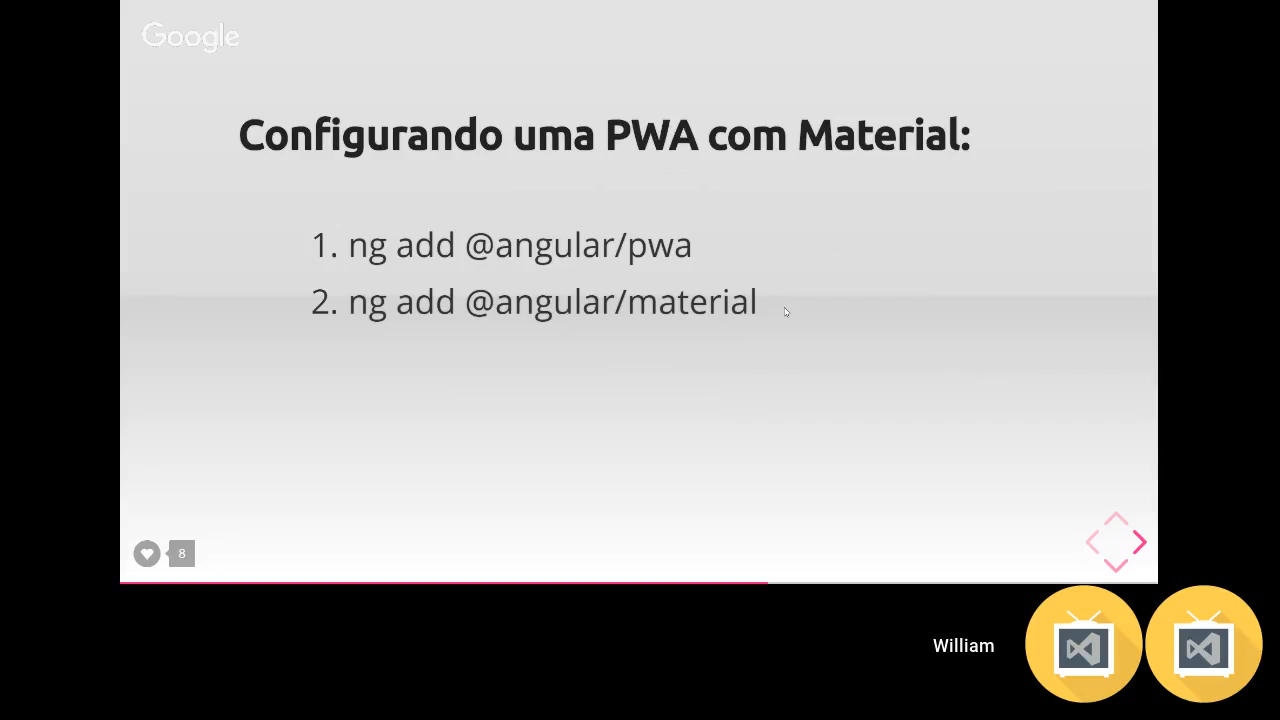 Google
Configurando uma PWA com Material:
1. ng add @angular/pwa
2. ng add @angular/material
8
William